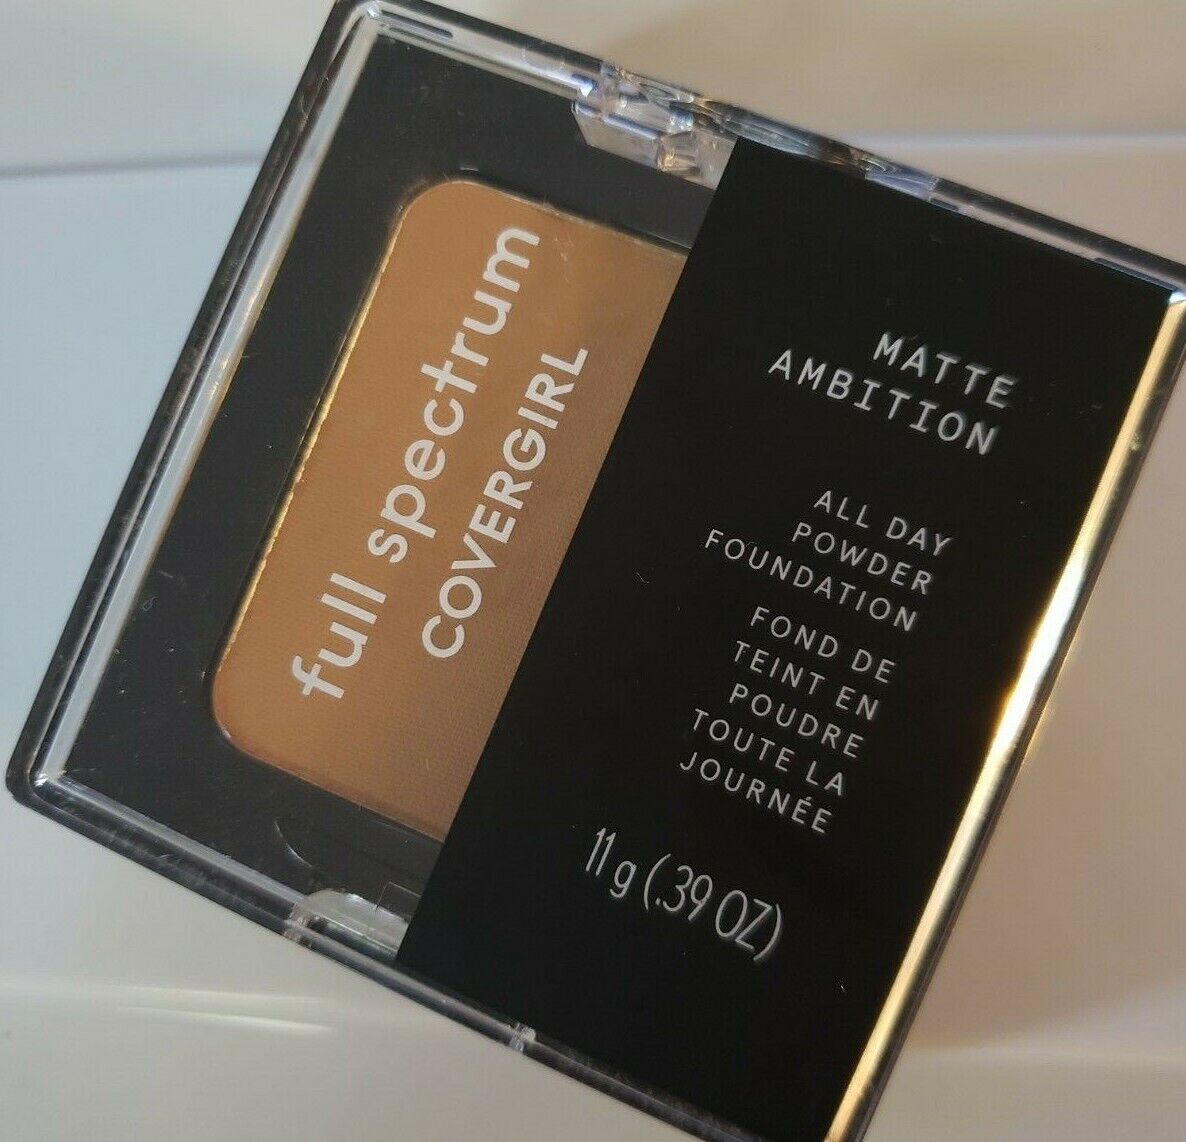 full spectrum
COVERGIRL
MATTE
AMBITION
ALL DAY
POWDER
FOUNDATION
FOND DE
TEINT EN
POUDRE
TOUTE LA
JOURNÉE
11 g (.39 OZ)